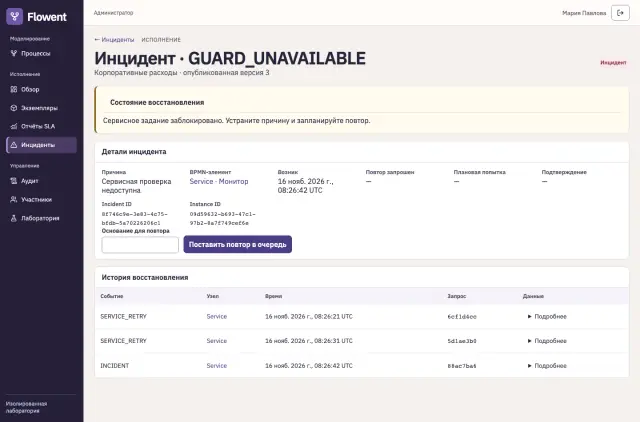 Flowent
Моделирование
Процессы
Исполнение
Обзор
Экземпляры
Отчёты SLA
Инциденты
Управление
Аудит
Участники
Лаборатория
Изолированная
лаборатория
Администратор
Мария Павлова
← Инциденты ИСПОЛНЕНИЕ
Инцидент · GUARD_UNAVAILABLE
Корпоративные расходы · опубликованная версия 3
Инцидент
Состояние восстановления
Сервисное задание заблокировано. Устраните причину и запланируйте повтор.
Детали инцидента
Причина BPMN-элемент Возник Повтор запрошен Плановая попытка Подтверждение
Сервисная проверка Service · Монитор 16 нояб. 2026 г., — — —
недоступна 08:26:42 UTC
Incident ID Instance ID
8f746c9e-3e83-4c75- 09d59632-b693-47c1-
bfdb-5a70226206c1 97b2-8a7f749cef6e
Основание для повтора
Поставить повтор в очередь
История восстановления
Событие Узел Время Запрос Данные
SERVICE_RETRY Service 16 нояб. 2026 г., 08:26:21 UTC 6cf1d6ee ▶ Подробнее
SERVICE_RETRY Service 16 нояб. 2026 г., 08:26:31 UTC 5d1ae3b0 ▶ Подробнее
INCIDENT Service 16 нояб. 2026 г., 08:26:42 UTC 88ac7ba6 ▶ Подробнее